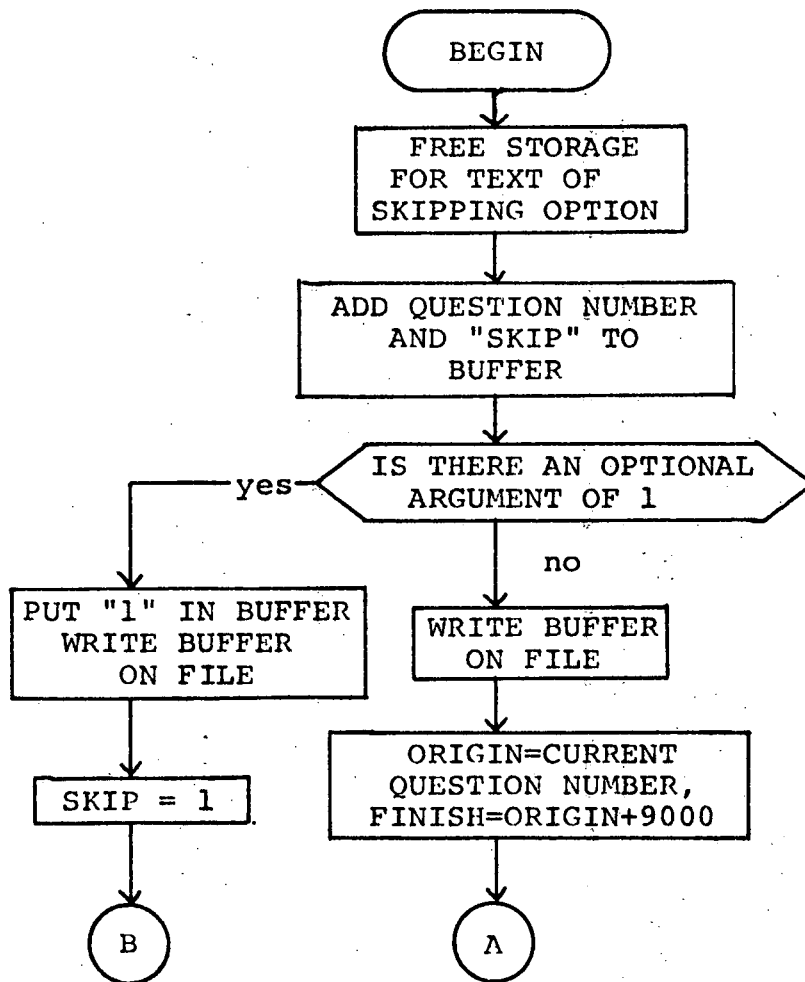 BEGIN
FREE STORAGE
FOR TEXT OF
SKIPPING OPTION
ADD QUESTION NUMBER
AND "SKIP" TO
BUFFER
IS THERE AN OPTIONAL
ARGUMENT OF 1
yes
no
PUT "1" IN BUFFER
WRITE BUFFER
ON FILE
WRITE BUFFER
ON FILE
SKIP = 1
ORIGIN=CURRENT
QUESTION NUMBER,
FINISH=ORIGIN+9000
B
A